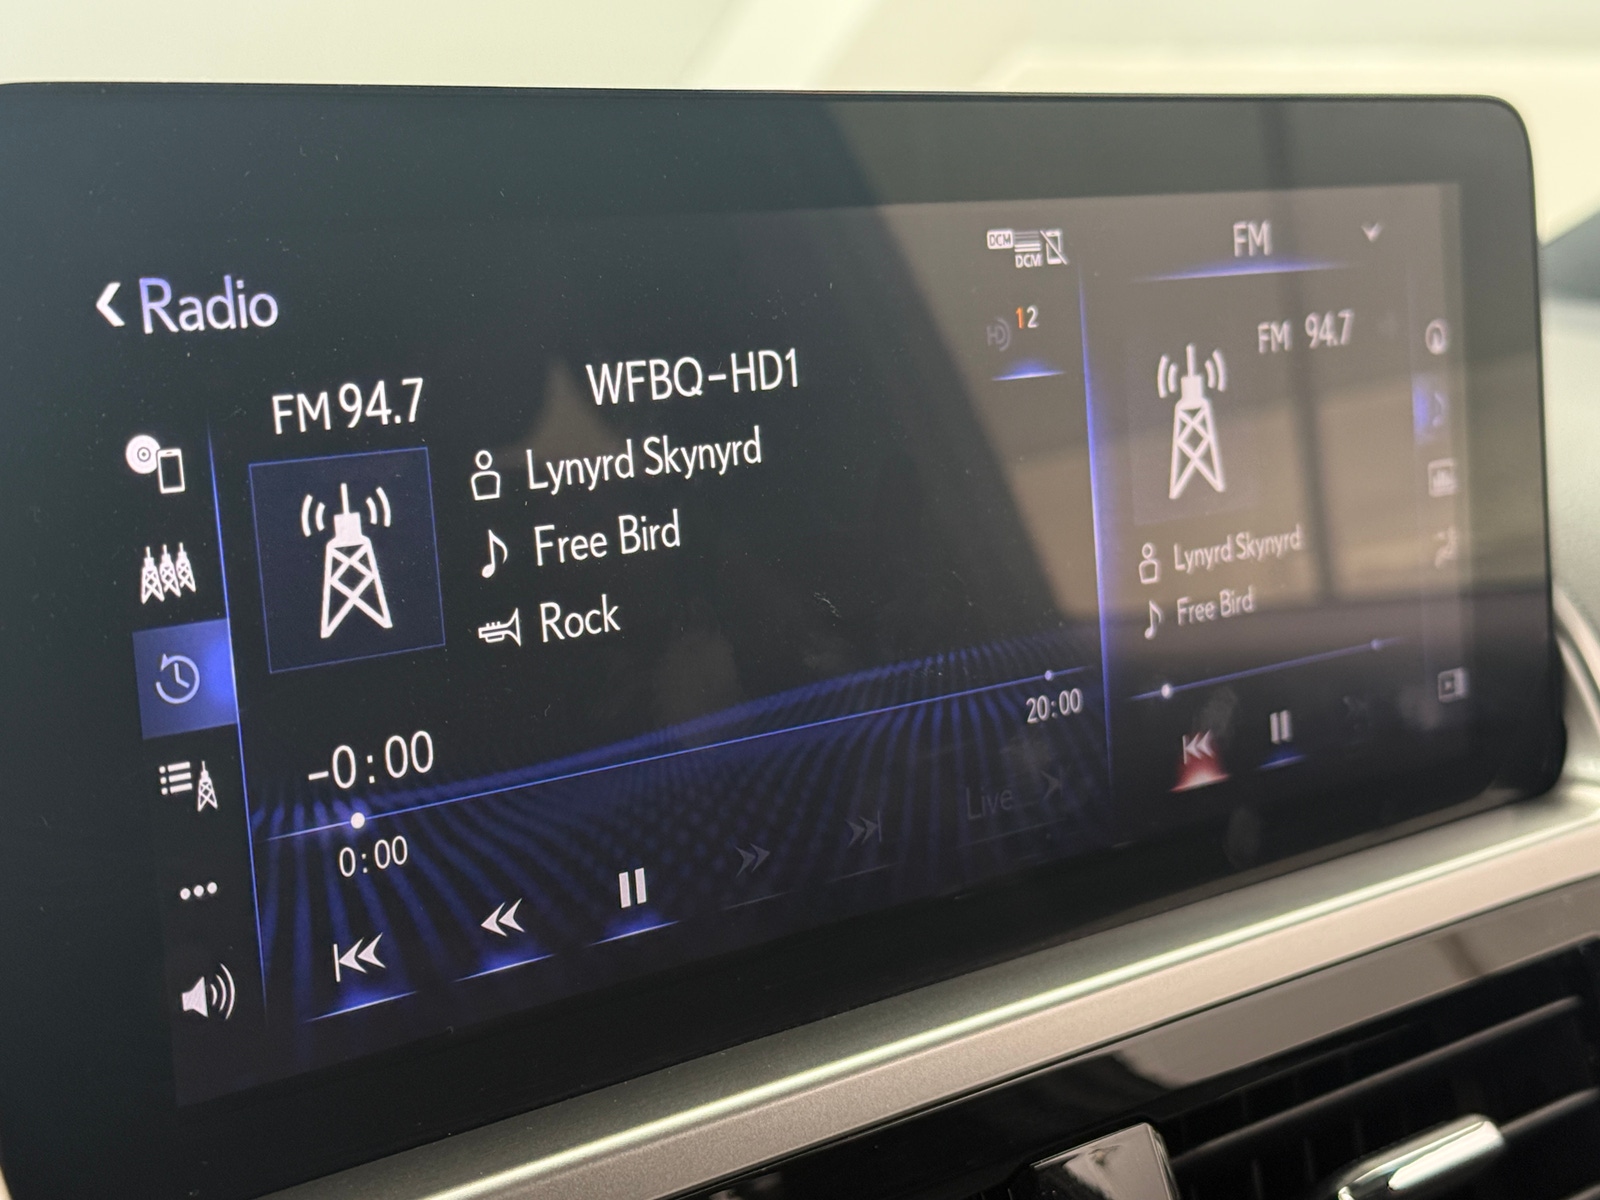 Radio
DCM
DCM
FM
HD 12
FM 94.7
WFBQ-HD1
Lynyrd Skynyrd
Free Bird
Rock
FM 94.7
Lynyrd Skynyrd
Free Bird
-0:00
20:00
0:00
Live